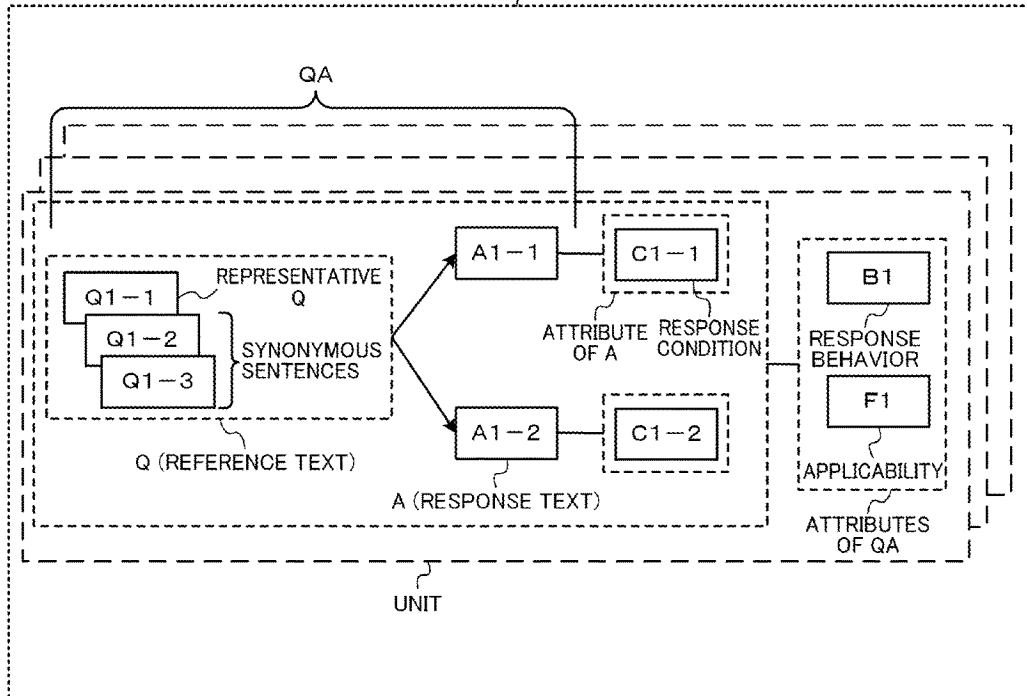 QA
Q1-1
REPRESENTATIVE
Q
Q1-2
SYNONYMOUS
SENTENCES
Q1-3
Q (REFERENCE TEXT)
A1-1
C1-1
ATTRIBUTE
OF A
RESPONSE
CONDITION
A1-2
C1-2
A (RESPONSE TEXT)
B1
RESPONSE
BEHAVIOR
F1
APPLICABILITY
ATTRIBUTES
OF QA
UNIT